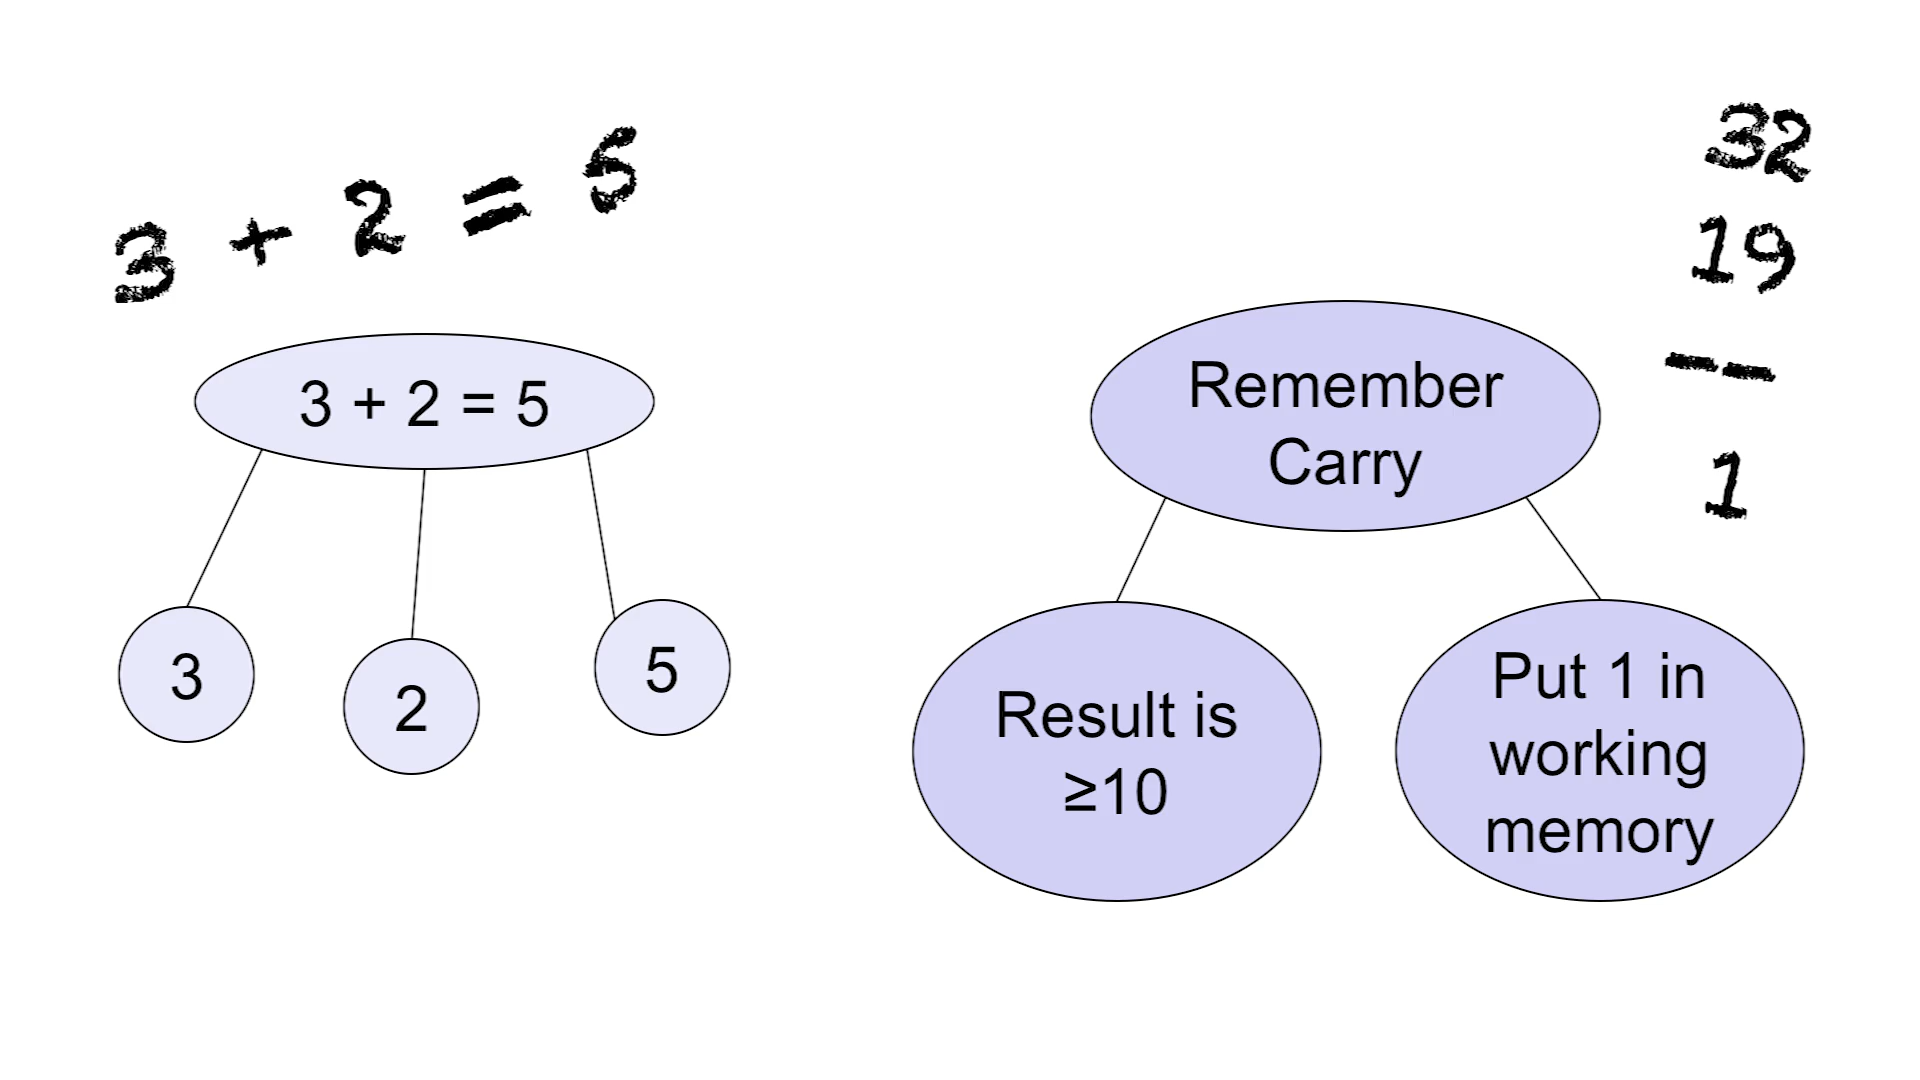 3 + 2 = 5
3 + 2 = 5
3
2
5
32
19
--
1
Remember
Carry
Result is
≥10
Put 1 in
working
memory